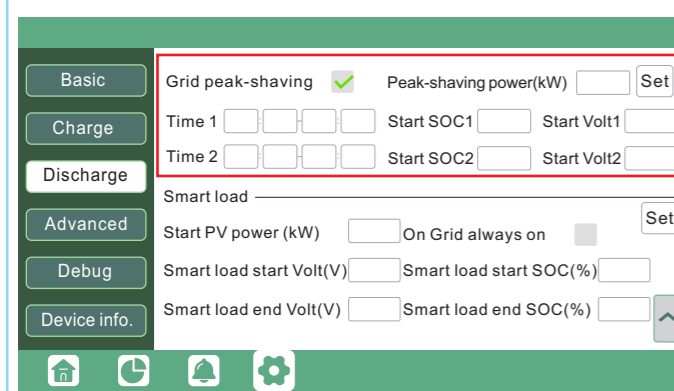 Basic
Charge
Discharge
Advanced
Debug
Device info.
Grid peak-shaving Peak-shaving power(kW) Set
Time 1 : - : Start SOC1 Start Volt1
Time 2 : - : Start SOC2 Start Volt2
Smart load
Set
Start PV power (kW) On Grid always on
Smart load start Volt(V) Smart load start SOC(%)
Smart load end Volt(V) Smart load end SOC(%)